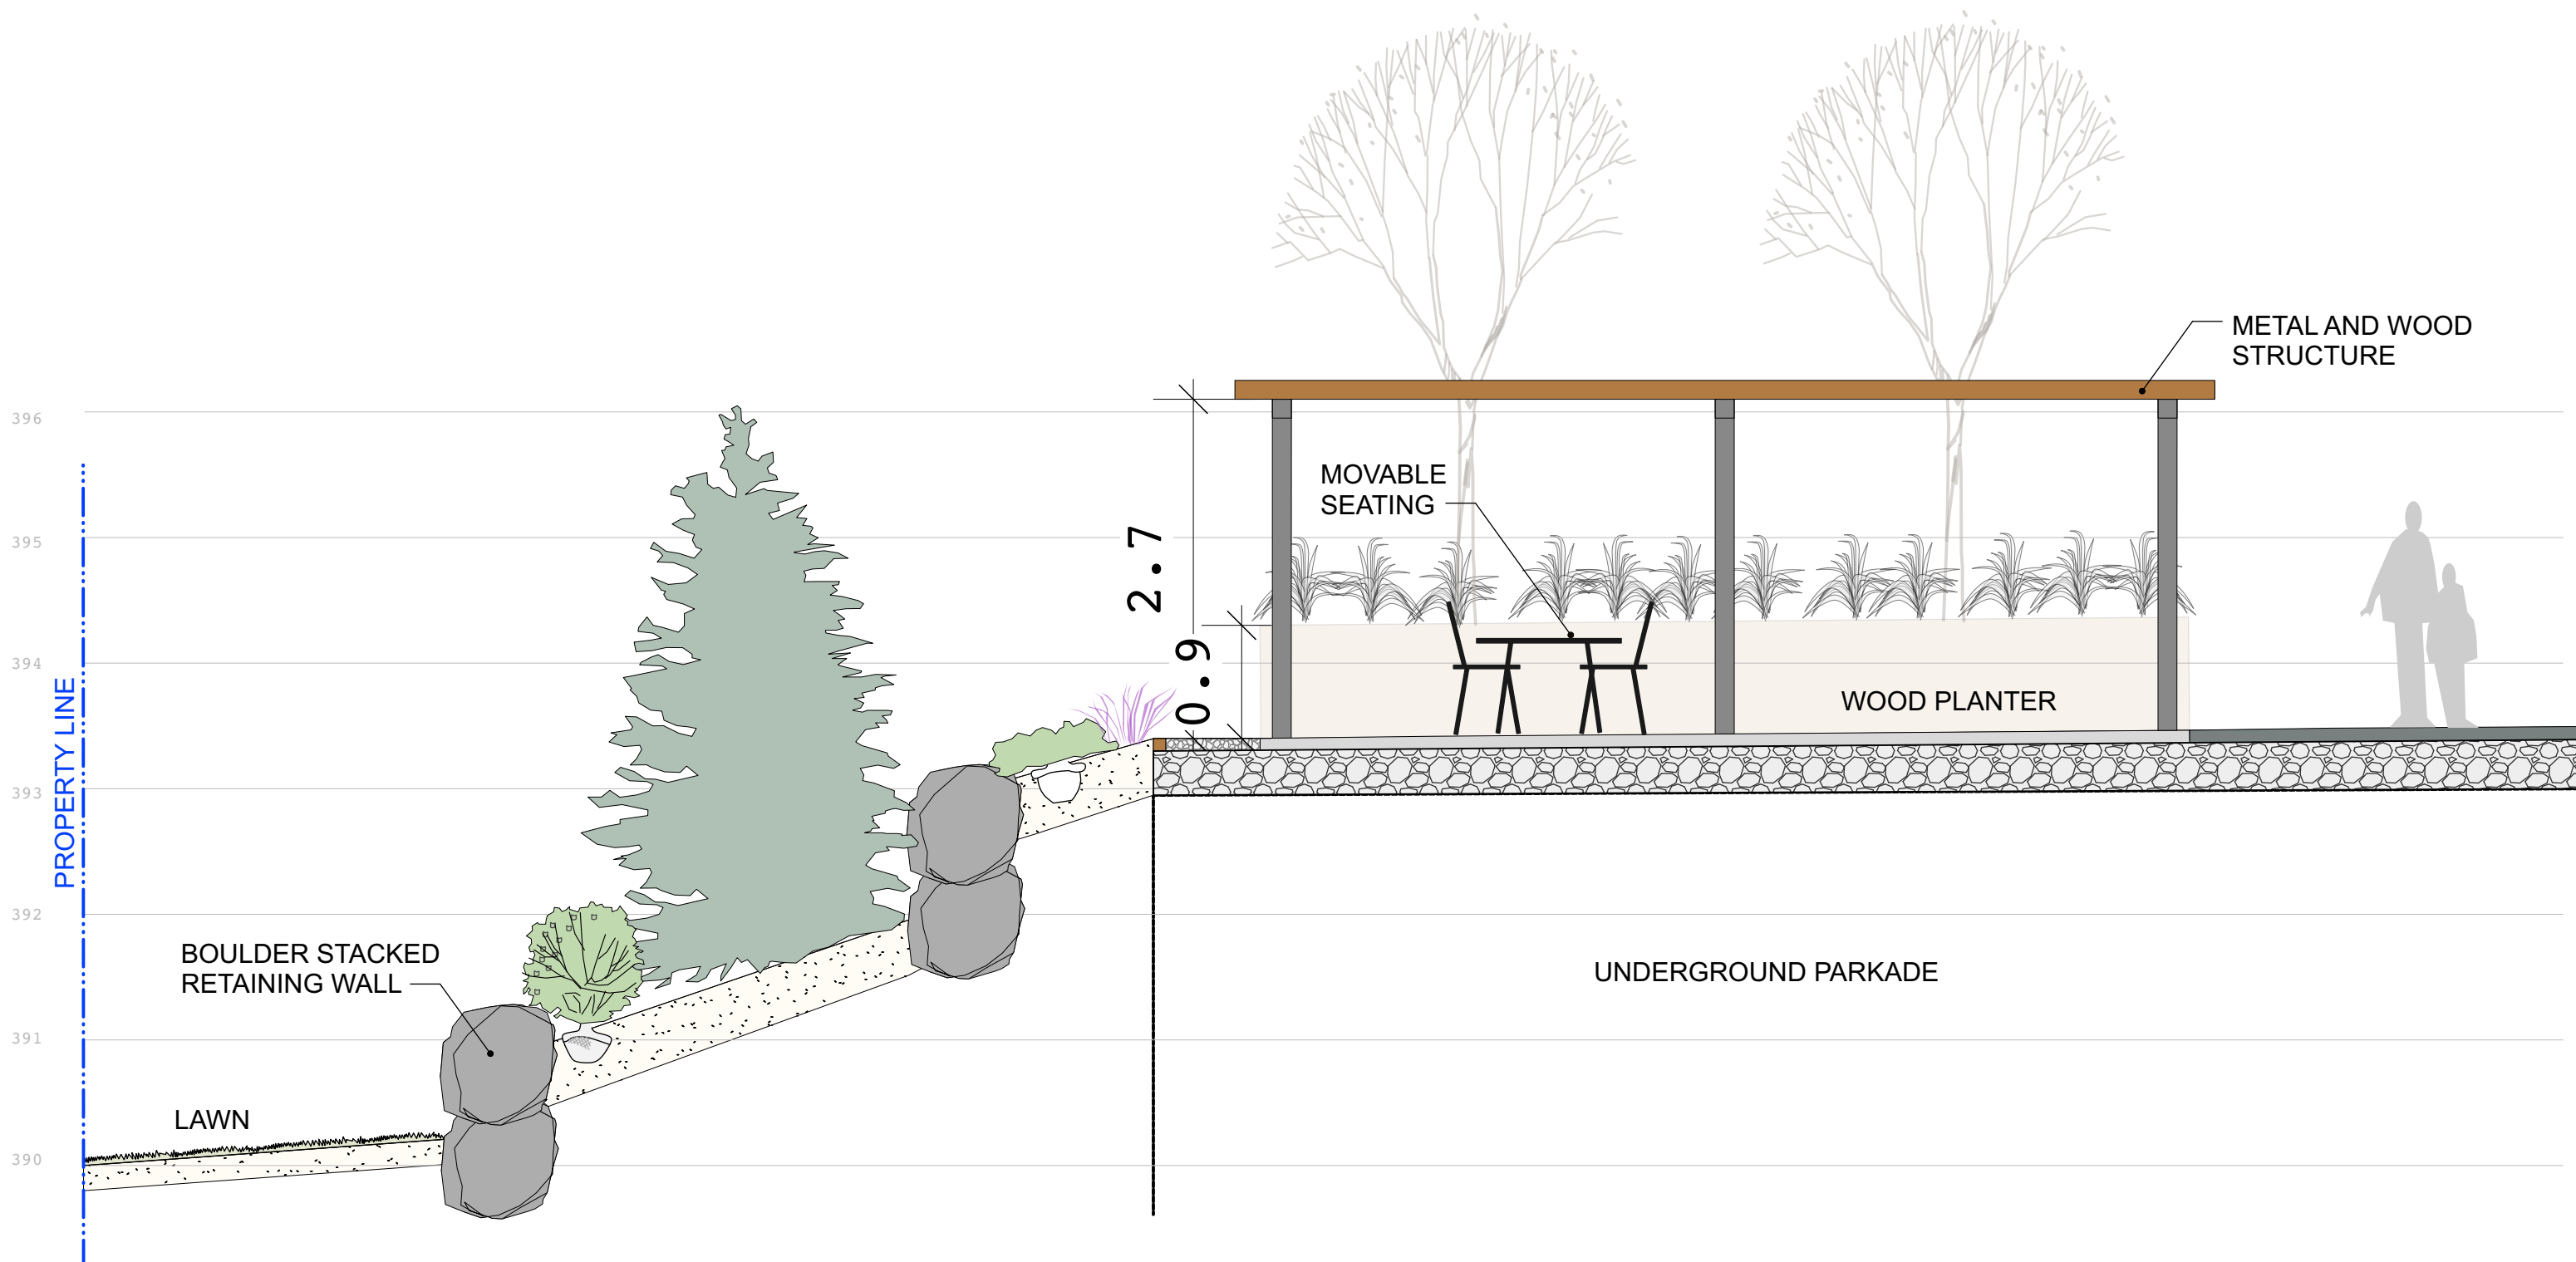 METAL AND WOOD
STRUCTURE
396
MOVABLE
SEATING
395
2.7
394
0.9
PROPERTY LINE
WOOD PLANTER
393
392
BOULDER STACKED
RETAINING WALL
UNDERGROUND PARKADE
391
LAWN
390